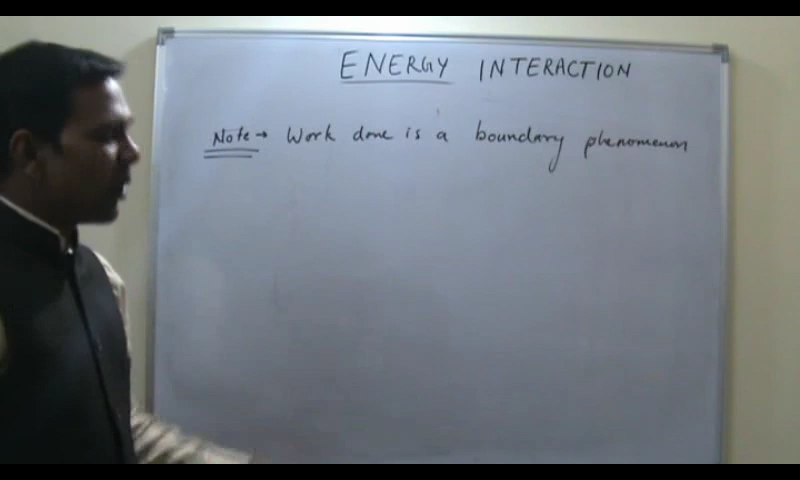 ENERGY INTERACTION
Note → Work done is a boundary phenomenon